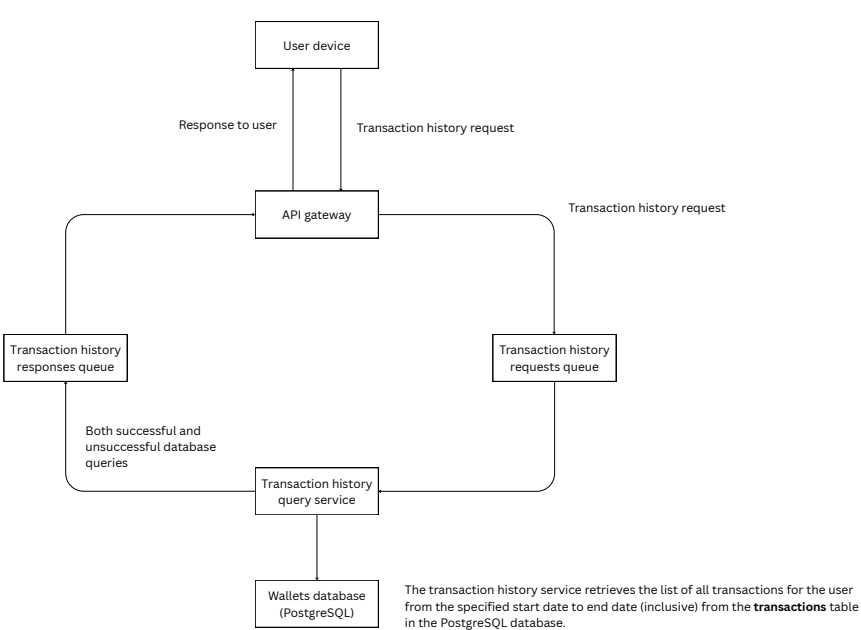 User device
Response to user
Transaction history request
API gateway
Transaction history request
Transaction history
responses queue
Transaction history
requests queue
Both successful and
unsuccessful database
queries
Transaction history
query service
Wallets database
(PostgreSQL)
The transaction history service retrieves the list of all transactions for the user
from the specified start date to end date (inclusive) from the transactions table
in the PostgreSQL database.